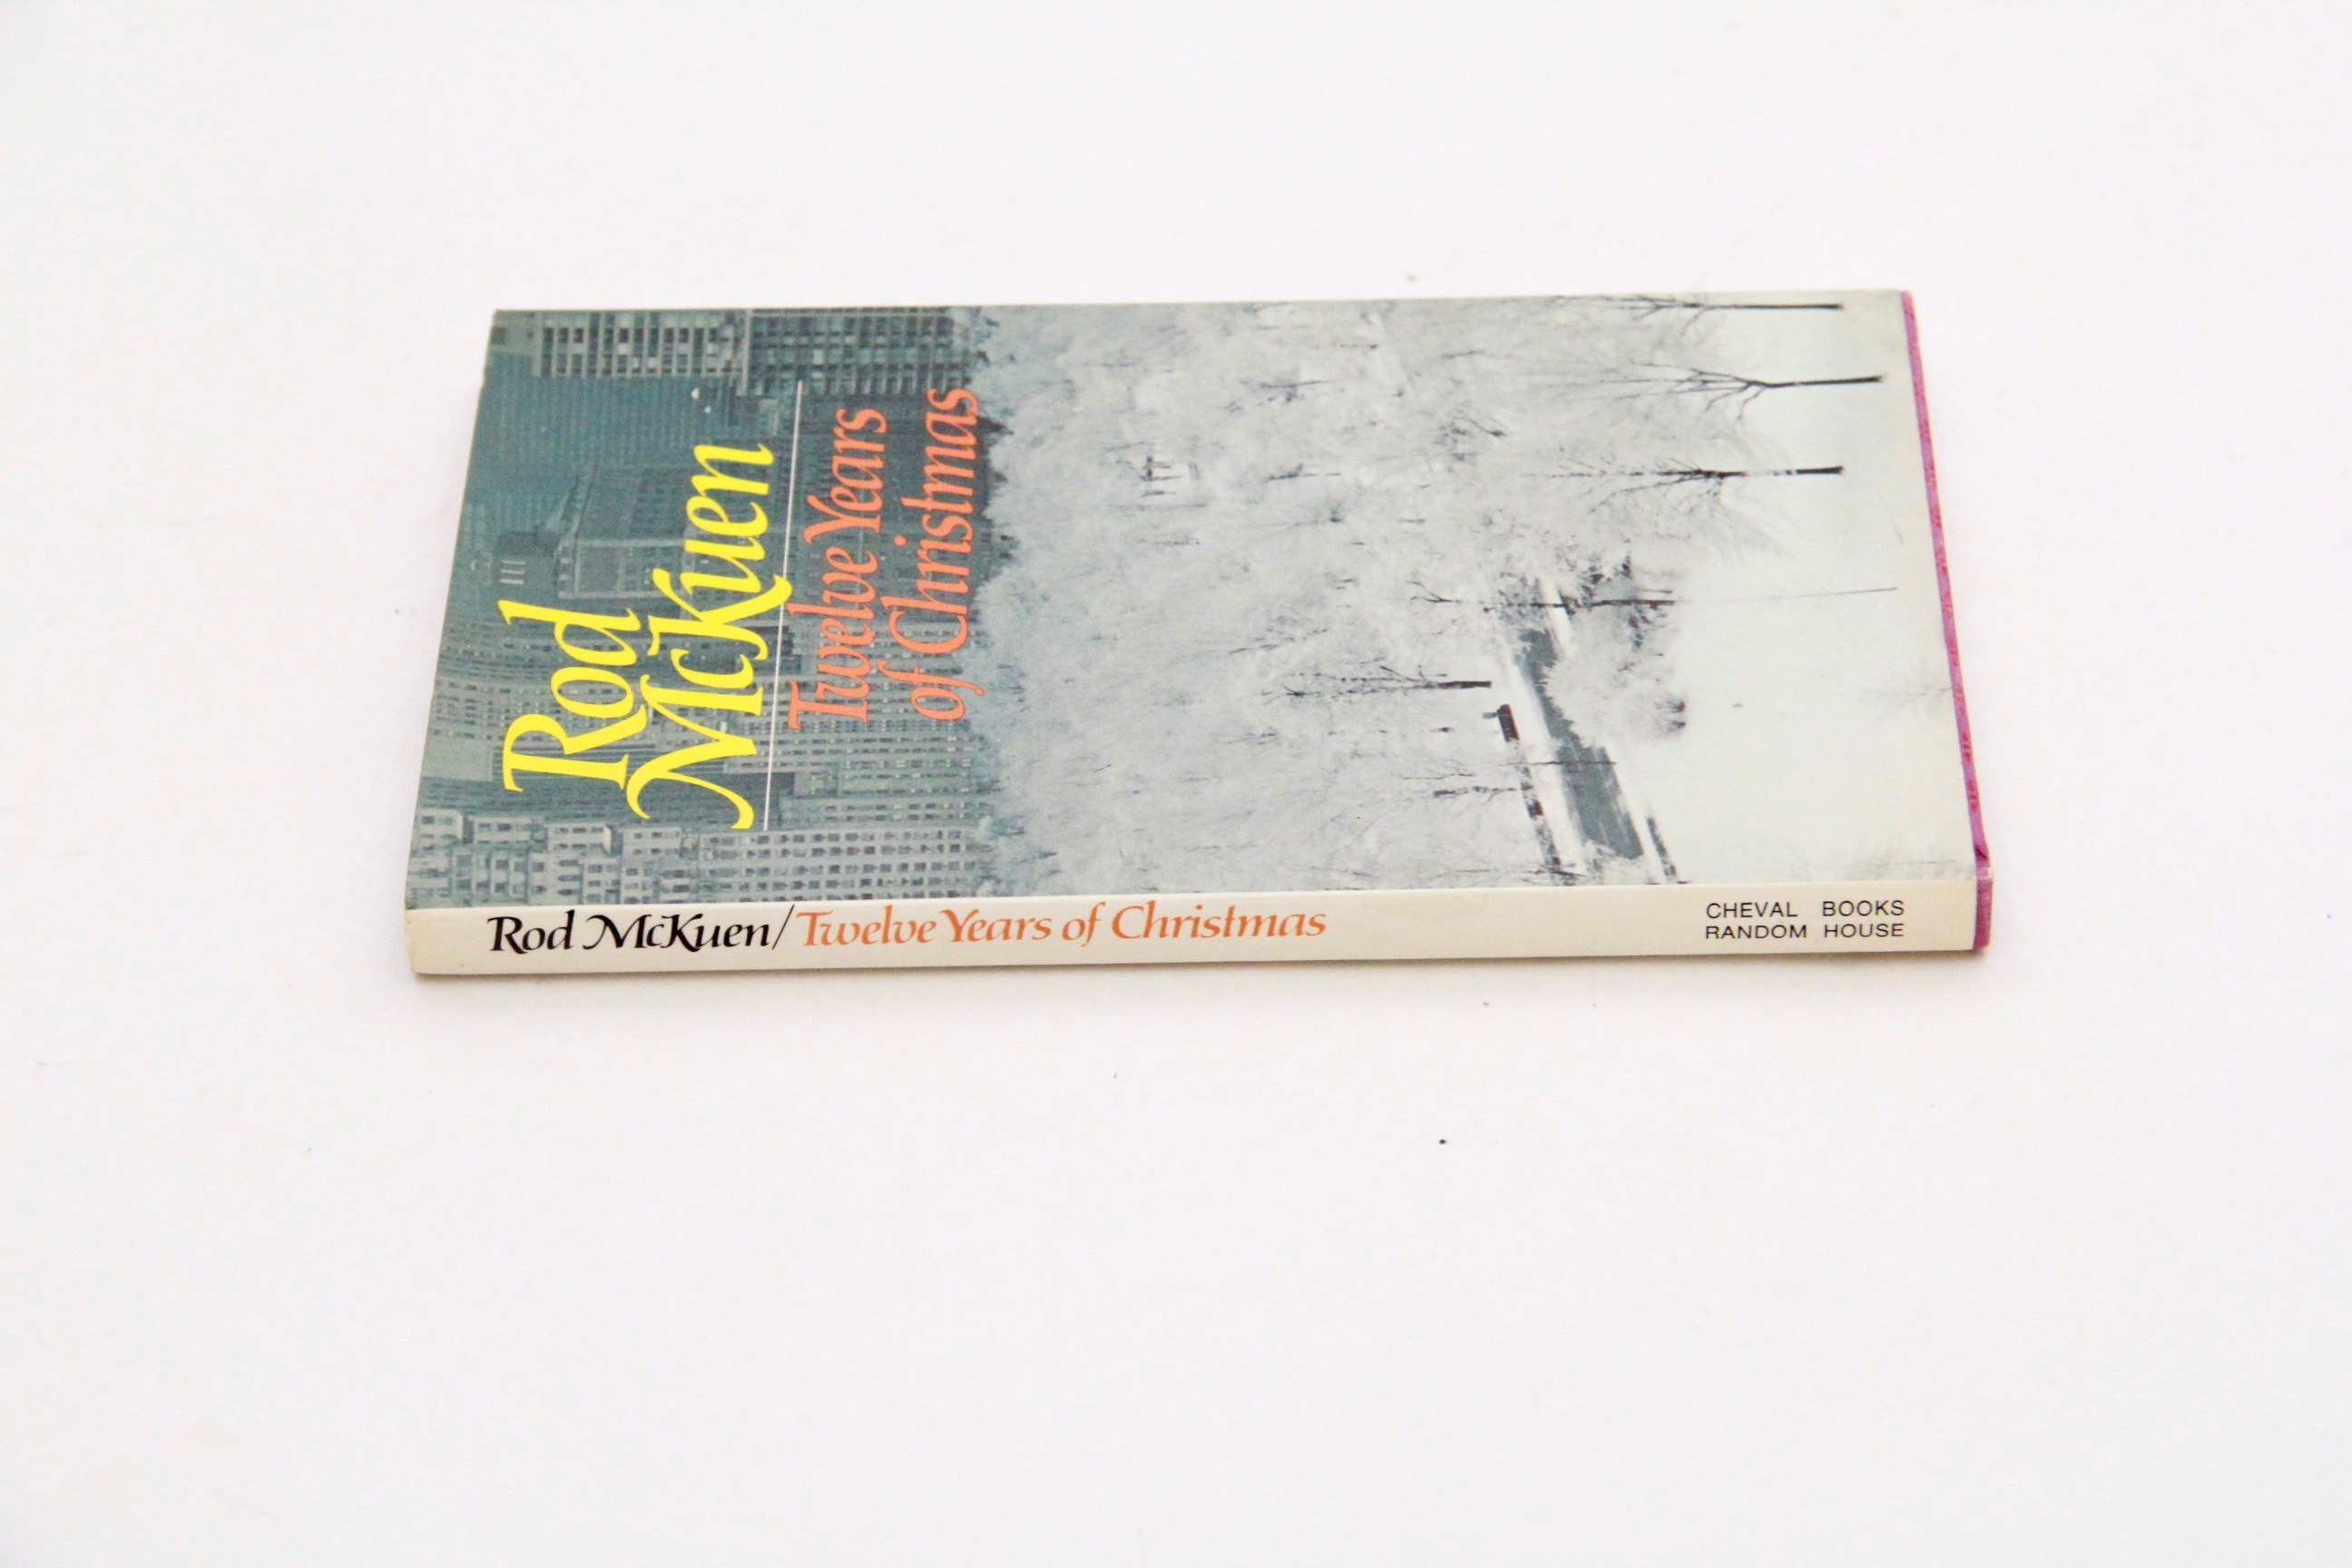 Rod
McKuen
Twelve Years
of Christmas
Rod McKuen/Twelve Years of Christmas
CHEVAL BOOKS
RANDOM HOUSE